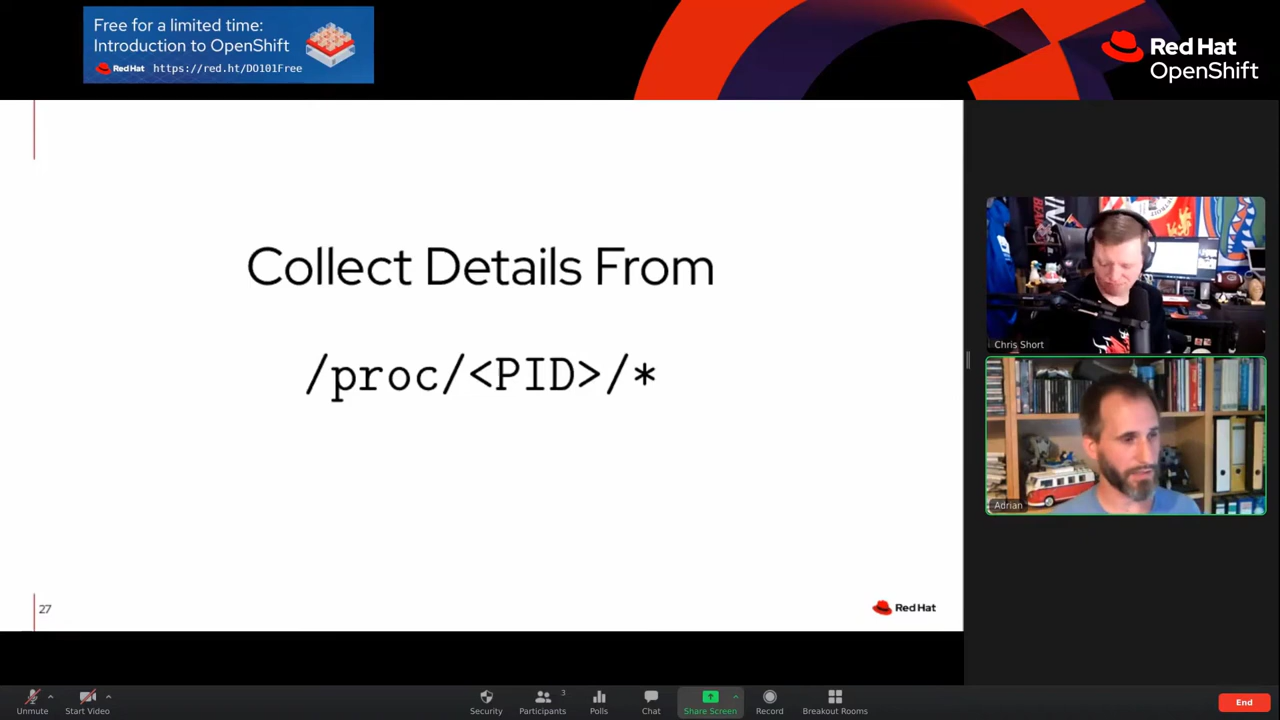 Free for a limited time:
Introduction to OpenShift
Red Hat https://red.ht/DO101Free
Red Hat
OpenShift
Collect Details From
/proc/<PID>/*
27
Red Hat
Chris Short
Adrian
Unmute
Start Video
Security
Participants 3
Polls
Chat
Share Screen
Record
Breakout Rooms
End